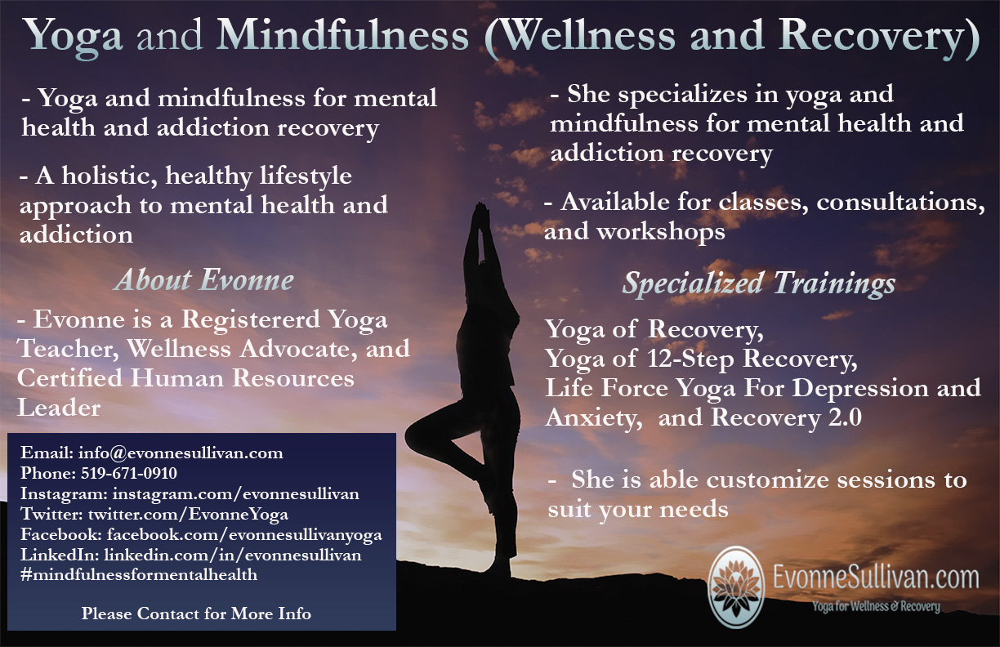 Yoga and Mindfulness (Wellness and Recovery)
- Yoga and mindfulness for mental
health and addiction recovery
- A holistic, healthy lifestyle
approach to mental health and
addiction
About Evonne
- Evonne is a Registererd Yoga
Teacher, Wellness Advocate, and
Certified Human Resources
Leader
Email: info@evonnesullivan.com
Phone: 519-671-0910
Instagram: instagram.com/evonnesullivan
Twitter: twitter.com/EvonneYoga
Facebook: facebook.com/evonnesullivanyoga
LinkedIn: linkedin.com/in/evonnesullivan
#mindfulnessformentalhealth
Please Contact for More Info
- She specializes in yoga and
mindfulness for mental health and
addiction recovery
- Available for classes, consultations,
and workshops
Specialized Trainings
Yoga of Recovery,
Yoga of 12-Step Recovery,
Life Force Yoga For Depression and
Anxiety, and Recovery 2.0
- She is able customize sessions to
suit your needs
EvonneSullivan.com
Yoga for Wellness & Recovery